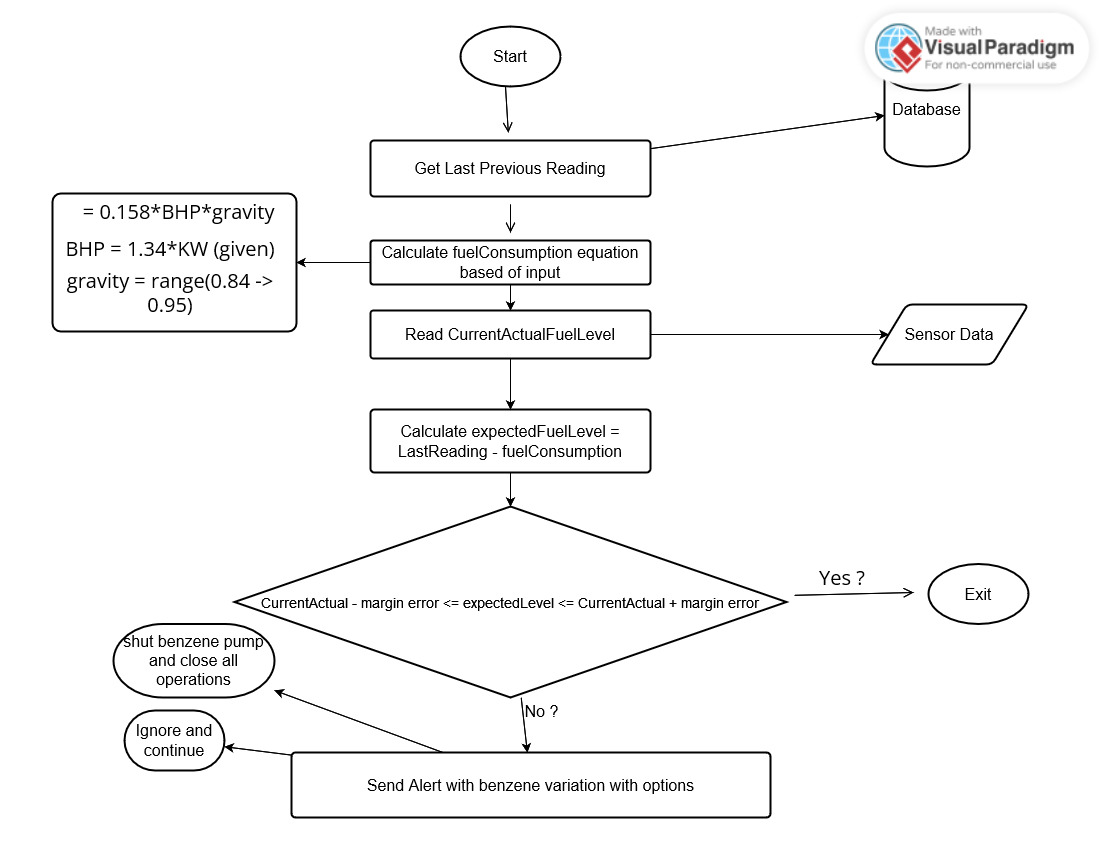 Made with
Visual Paradigm
For non-commercial use
Start
Database
Get Last Previous Reading
= 0.158*BHP*gravity
BHP = 1.34*KW (given)
gravity = range(0.84 ->
0.95)
Calculate fuelConsumption equation
based of input
Read CurrentActualFuelLevel
Sensor Data
Calculate expectedFuelLevel =
LastReading - fuelConsumption
CurrentActual - margin error <= expectedLevel <= CurrentActual + margin error
Yes ?
Exit
shut benzene pump
and close all
operations
No ?
Ignore and
continue
Send Alert with benzene variation with options